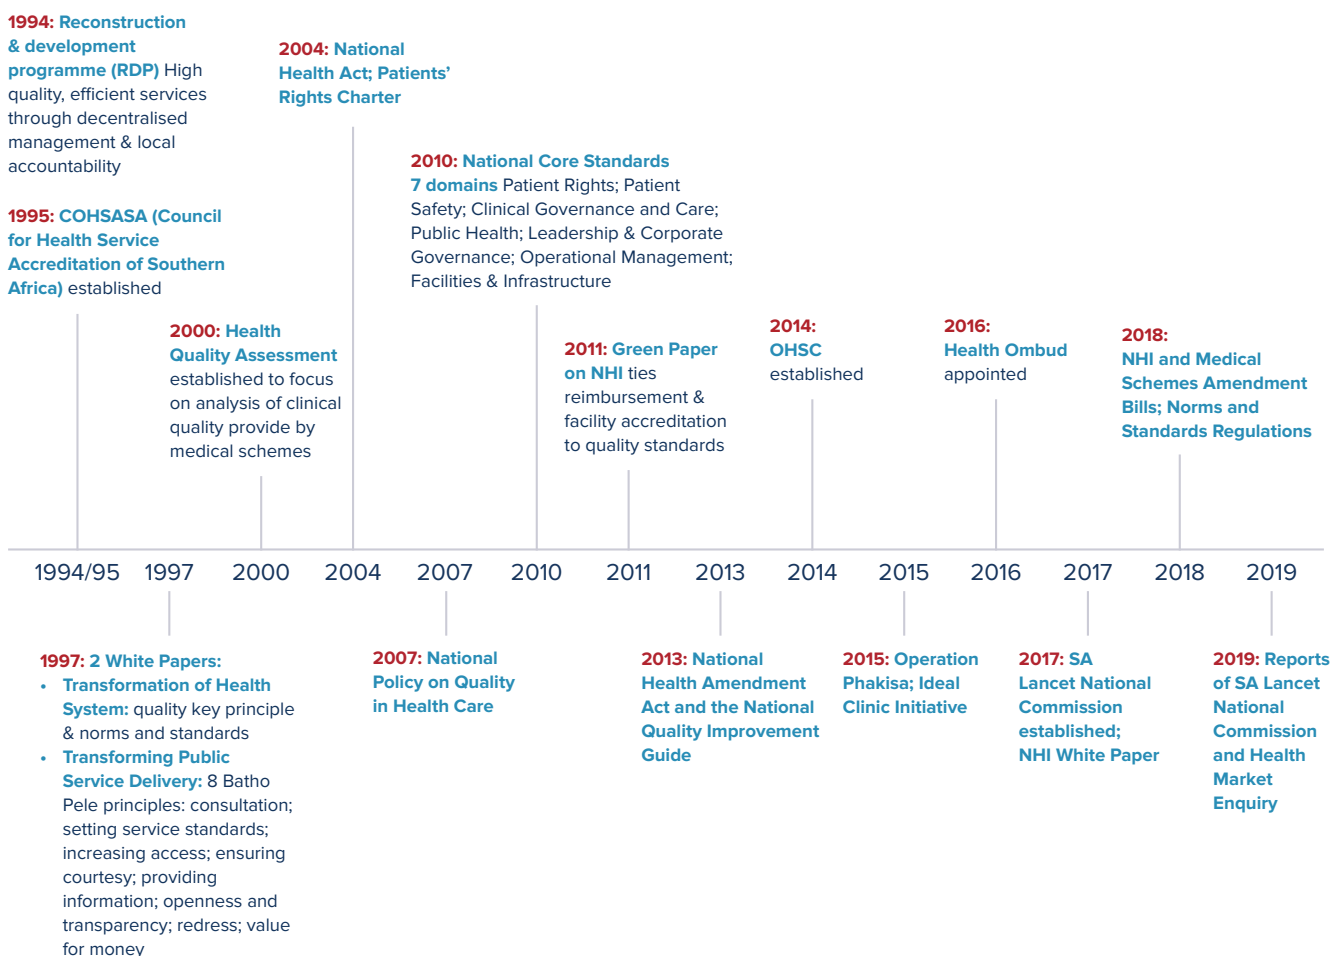 1994: Reconstruction
& development
programme (RDP) High
quality, efficient services
through decentralised
management & local
accountability
1995: COHSASA (Council
for Health Service
Accreditation of Southern
Africa) established
2000: Health
Quality Assessment
established to focus
on analysis of clinical
quality provide by
medical schemes
2004: National
Health Act; Patients’
Rights Charter
2010: National Core Standards
7 domains Patient Rights; Patient
Safety; Clinical Governance and Care;
Public Health; Leadership & Corporate
Governance; Operational Management;
Facilities & Infrastructure
2011: Green Paper
on NHI ties
reimbursement &
facility accreditation
to quality standards
2014:
OHSC
established
2016:
Health Ombud
appointed
2018:
NHI and Medical
Schemes Amendment
Bills; Norms and
Standards Regulations
1994/95 1997 2000 2004 2007 2010 2011 2013 2014 2015 2016 2017 2018 2019
1997: 2 White Papers:
• Transformation of Health
System: quality key principle
& norms and standards
• Transforming Public
Service Delivery: 8 Batho
Pele principles: consultation;
setting service standards;
increasing access; ensuring
courtesy; providing
information; openness and
transparency; redress; value
for money
2007: National
Policy on Quality
in Health Care
2013: National
Health Amendment
Act and the National
Quality Improvement
Guide
2015: Operation
Phakisa; Ideal
Clinic Initiative
2017: SA
Lancet National
Commission
established;
NHI White Paper
2019: Reports
of SA Lancet
National
Commission
and Health
Market
Enquiry